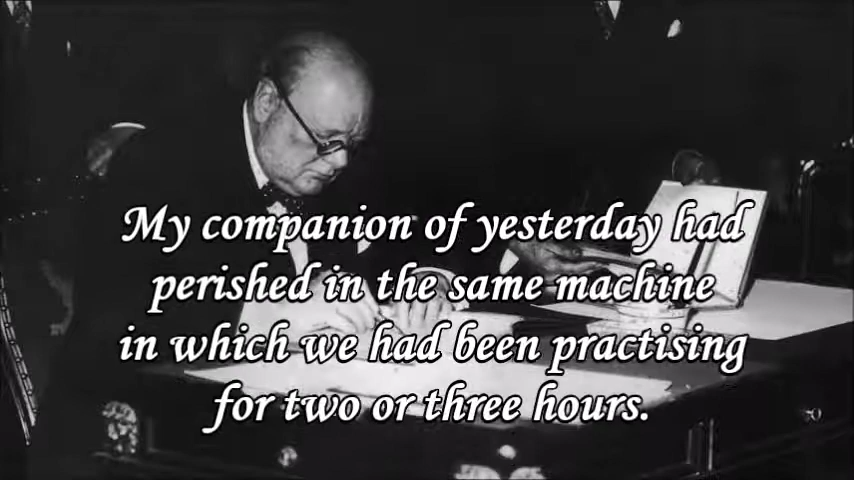 My companion of yesterday had
perished in the same machine
in which we had been practising
for two or three hours.